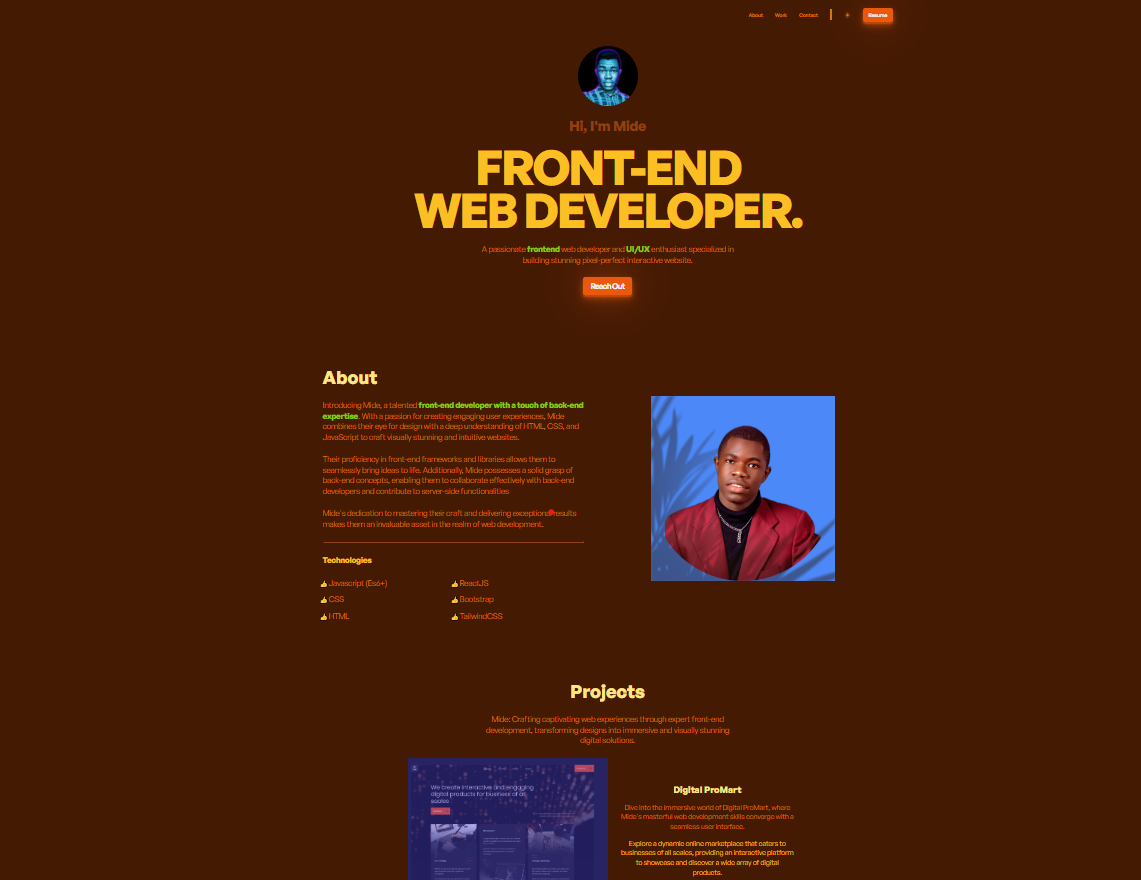 About Work Contact Resume
Hi, I'm Mide
FRONT-END
WEB DEVELOPER.
A passionate frontend web developer and UI/UX enthusiast specialized in
building stunning pixel-perfect interactive website.
Reach Out
About
Introducing Mide, a talented front-end developer with a touch of back-end
expertise. With a passion for creating engaging user experiences, Mide
combines their eye for design with a deep understanding of HTML, CSS, and
JavaScript to craft visually stunning and intuitive websites.
Their proficiency in front-end frameworks and libraries allows them to
seamlessly bring ideas to life. Additionally, Mide possesses a solid grasp of
back-end concepts, enabling them to collaborate effectively with back-end
developers and contribute to server-side functionalities
Mide's dedication to mastering their craft and delivering exceptional results
makes them an invaluable asset in the realm of web development.
Technologies
Javascript (Es6+)
ReactJS
CSS
Bootstrap
HTML
TailwindCSS
Projects
Mide: Crafting captivating web experiences through expert front-end
development, transforming designs into immersive and visually stunning
digital solutions.
We create interactive and engaging
digital products for business of all
scales
Digital ProMart
Dive into the immersive world of Digital ProMart, where
Mide's masterful web development skills converge with a
seamless user interface.
Explore a dynamic online marketplace that caters to
businesses of all scales, providing an interactive platform
to showcase and discover a wide array of digital
products.